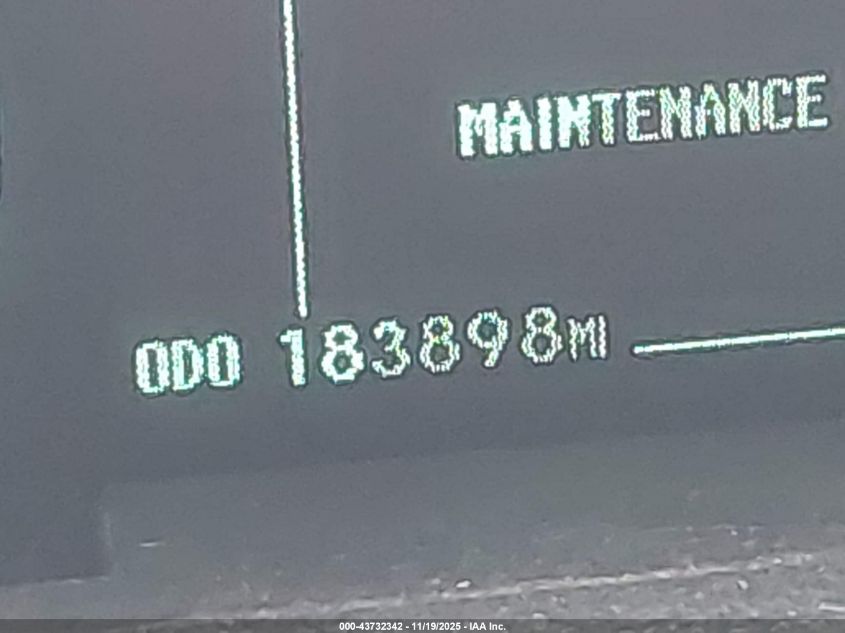 MAINTENANCE
ODO 183898MI
000-43732342 - 11/19/2025 - IAA Inc.